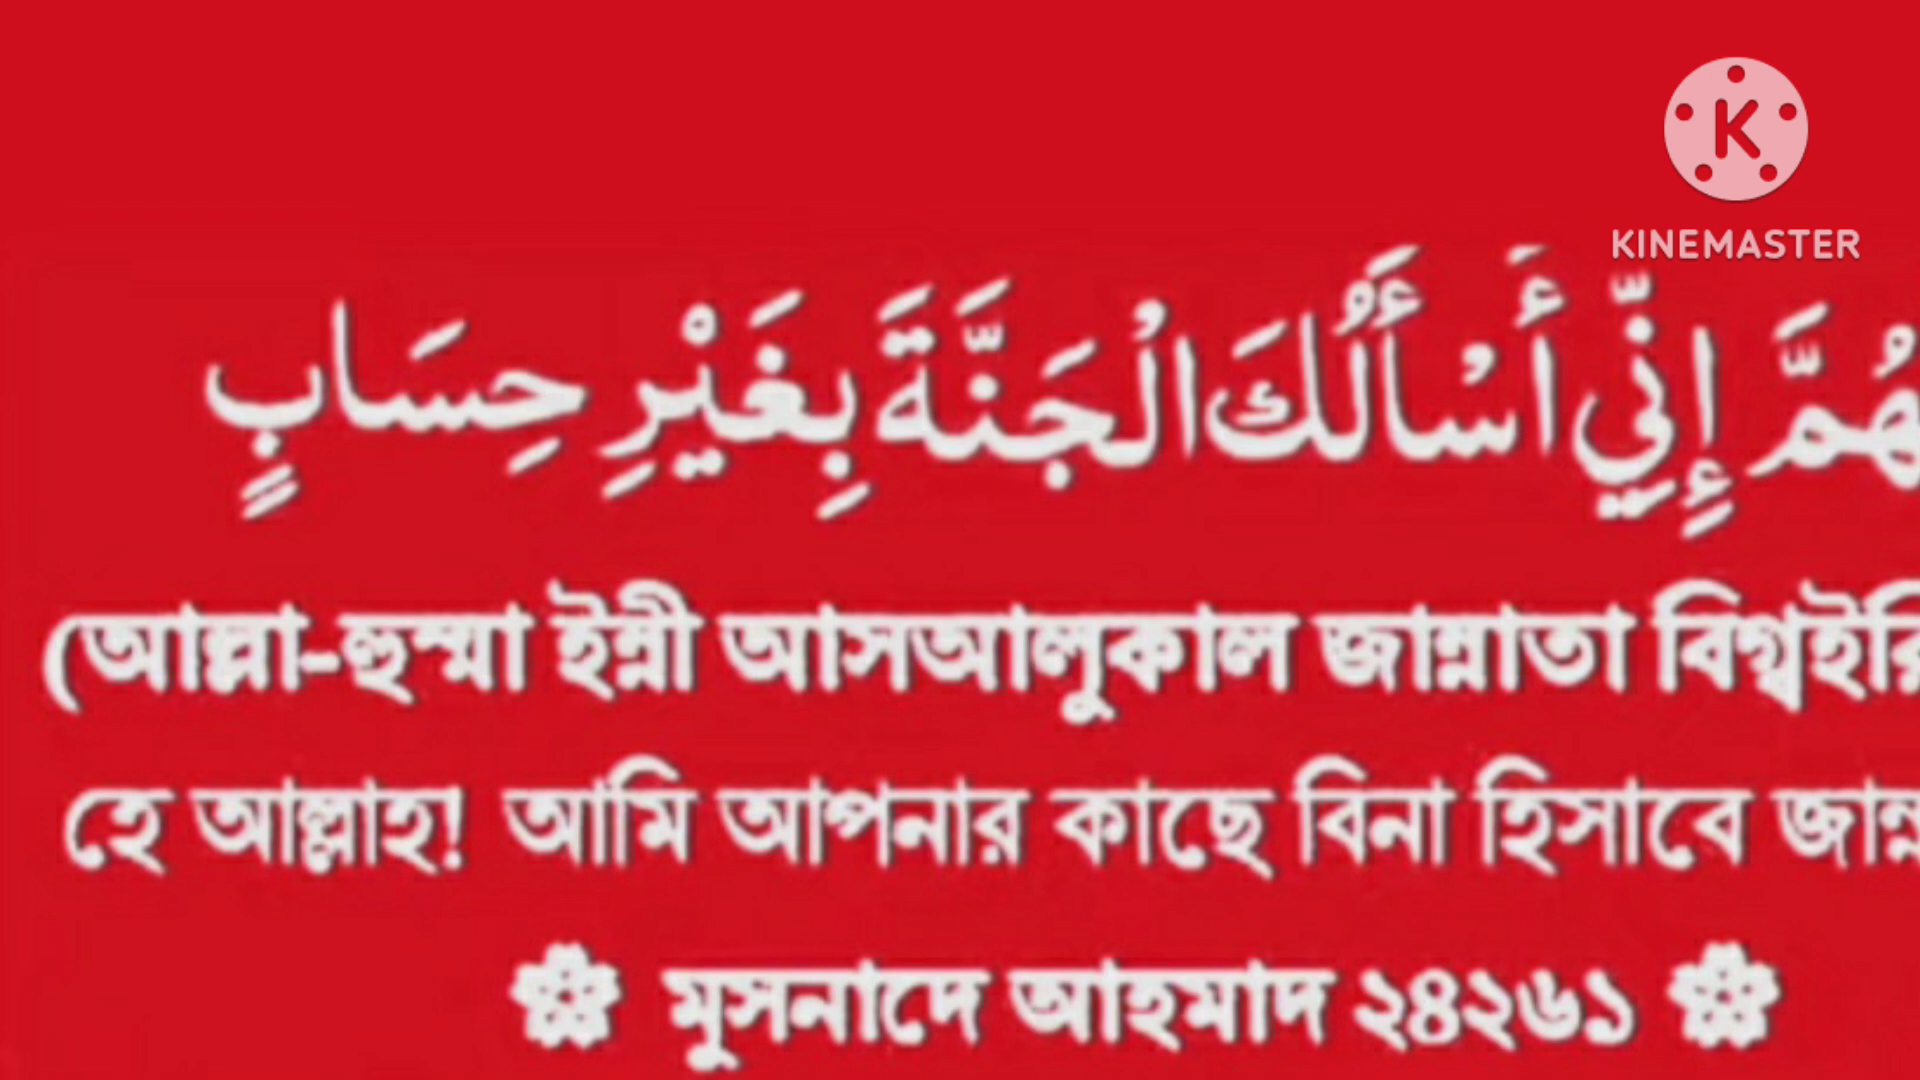 KINEMASTER
هُمَّ إِنِّي أَسْأَلُكَ الْجَنَّةَ بِغَيْرِ حِسَابٍ
(আল্লা-হুম্মা ইন্নী আসআলুকাল জান্নাতা বিগ্বইরি
হে আল্লাহ! আমি আপনার কাছে বিনা হিসাবে জান্ন
মুসনাদে আহমাদ ২৪২৬১